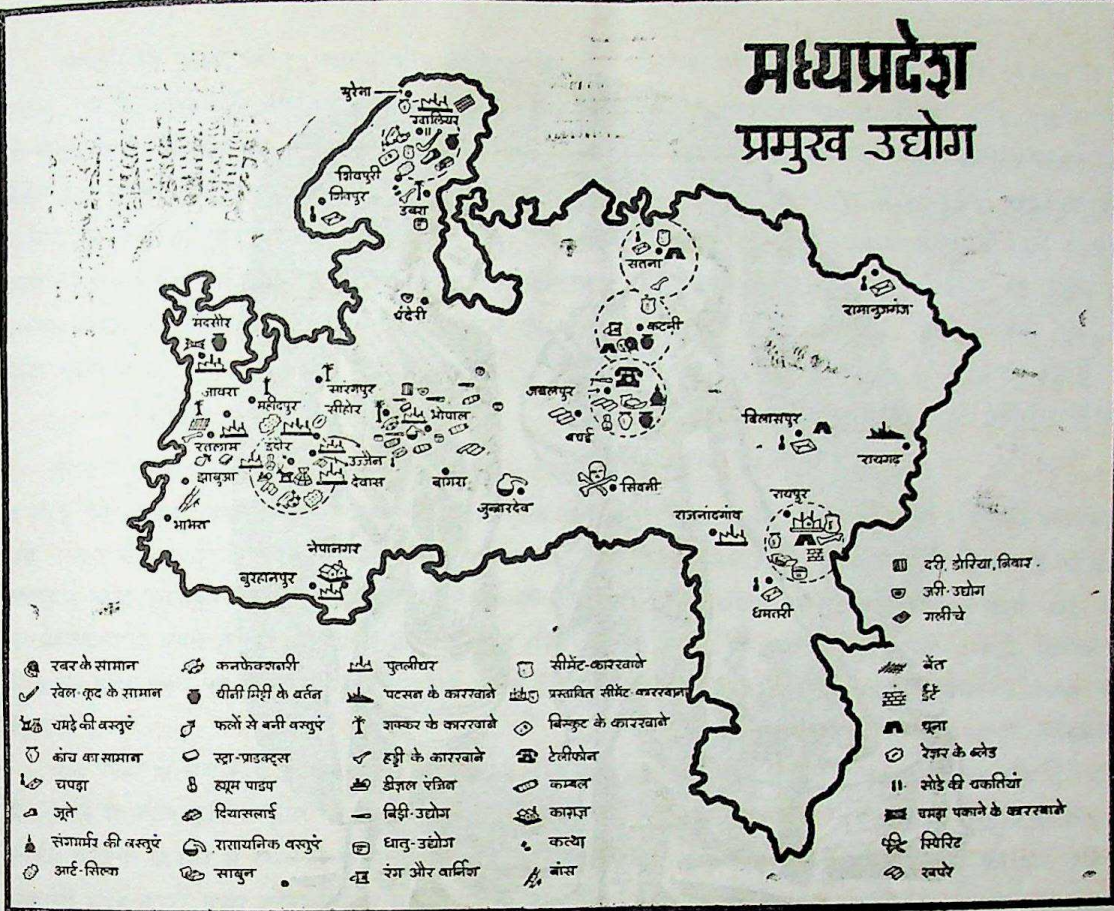 मध्यप्रदेश
प्रमुख उद्योग
मुरेना
ग्वालियर
शिवपुरी
शिवपुर
डबरा
चंदेरी
सतना
कटनी
रामानुजगंज
मंदसौर
जावरा
महीदपुर
सारंगपुर
सीहोर
भोपाल
जबलपुर
बिलासपुर
रतलाम
इंदौर
उज्जैन
रायगढ़
झाबुआ
देवास
बांगरा
जुन्नारदेव
सिवनी
रायपुर
राजनांदगांव
नेपानगर
बुरहानपुर
धमतरी
दरी, डोरिया, निवार.
जरी-उद्योग
गलीचे
रबर के सामान
खेल-कूद के सामान
चमड़े की वस्तुएं
कांच का सामान
चपड़ा
जूते
संगमर्मर की वस्तुएं
आर्ट-सिल्क
कनफेक्शनरी
चीनी मिट्टी के बर्तन
फलों से बनी वस्तुएं
स्ट्रा-प्राडक्ट्स
ह्यूम पाइप
दियासलाई
रासायनिक वस्तुएं
साबुन
पुतलीघर
पटसन के कारखाने
शक्कर के कारखाने
हड्डी के कारखाने
डीज़ल एंजिन
बिड़ी-उद्योग
धातु-उद्योग
रंग और वार्निश
सीमेंट-कारखाने
प्रस्तावित सीमेंट-कारखाने
बिस्कुट के कारखाने
टेलीफोन
कम्बल
काग़ज़
कत्था
बांस
बेंत
ईंटें
चूना
रेज़र के ब्लेड
सोडे की चकतियां
चमड़ा पकाने के कारखाने
स्पिरिट
खपरे